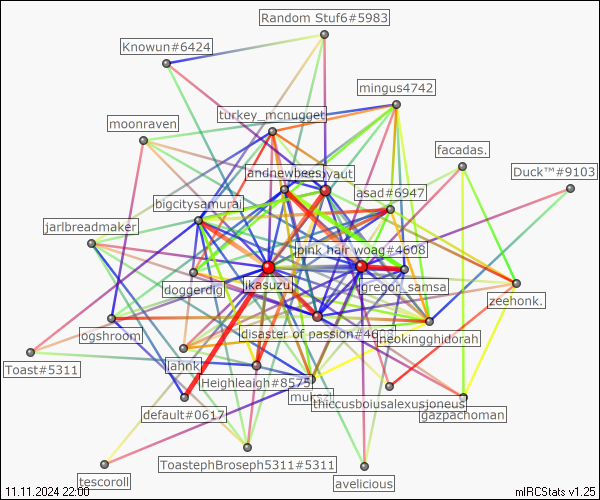 Random Stuf6#5983
Knowun#6424
mingus4742
turkey_mcnugget
moonraven
facadas.
andnewbees
yaut
Duck™#9103
asad#6947
bigcitysamurai
jarlbreadmaker
pink hair woag#4608
doggerdig
ikasuzu
gregor_samsa
zeehonk.
ogshroom
disaster of passion#4608
neokingghidorah
Toast#5311
lahnk
Heighleaigh#8575
thiccusboiusalexusjoneus
default#0617
gazpachoman
ToastephBroseph5311#5311
tescoroll
avelicious
11.11.2024 22:00
mIRCStats v1.25